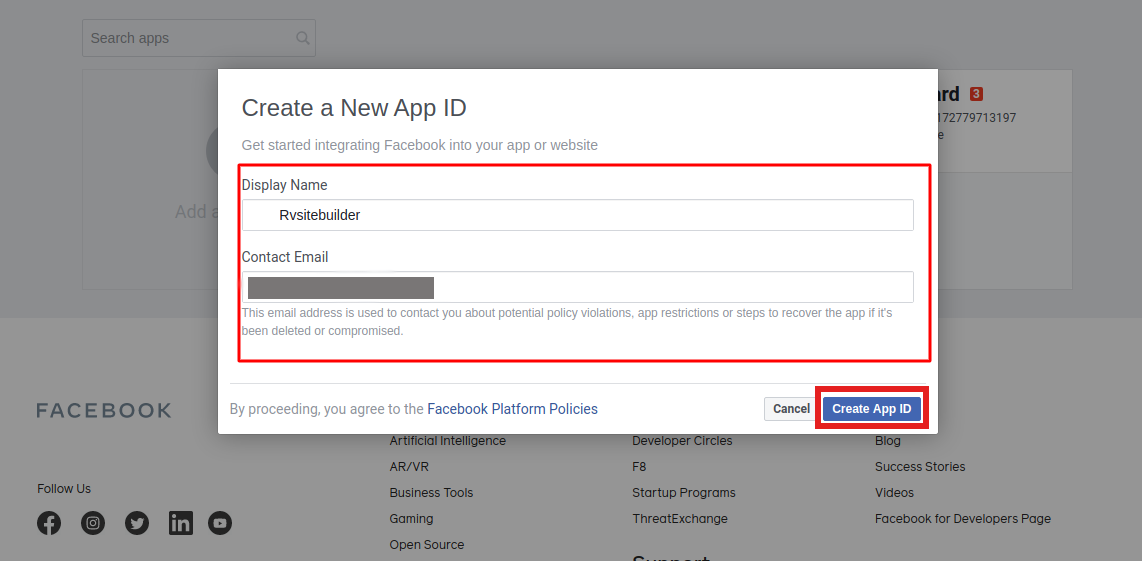 Search apps
ard 3
172779713197
e
Add a
Create a New App ID
Get started integrating Facebook into your app or website
Display Name
Rvsitebuilder
Contact Email
This email address is used to contact you about potential policy violations, app restrictions or steps to recover the app if it's
been deleted or compromised.
By proceeding, you agree to the Facebook Platform Policies
Cancel
Create App ID
FACEBOOK
Follow Us
Artificial Intelligence
AR/VR
Business Tools
Gaming
Open Source
Developer Circles
F8
Startup Programs
ThreatExchange
Support
Blog
Success Stories
Videos
Facebook for Developers Page